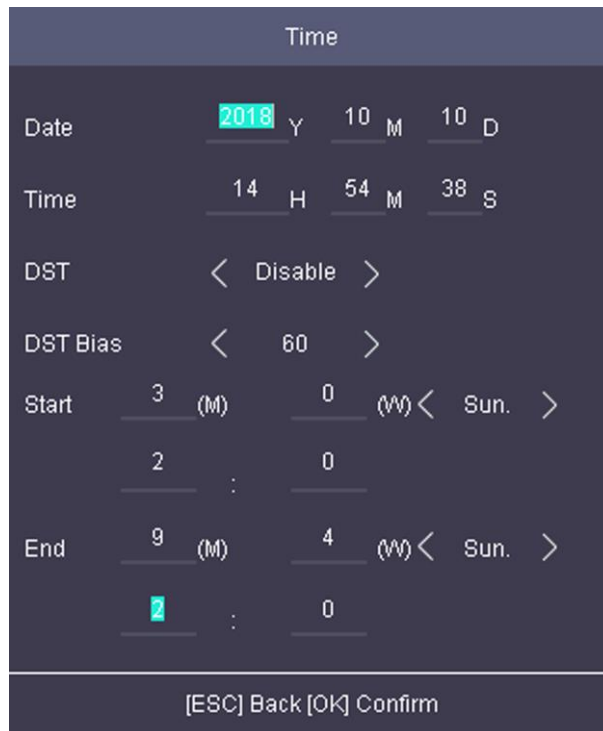 Time
Date 2018 Y 10 M 10 D
Time 14 H 54 M 38 S
DST < Disable >
DST Bias < 60 >
Start 3 (M) 0 (W) < Sun. >
2 : 0
End 9 (M) 4 (W) < Sun. >
2 : 0
[ESC] Back [OK] Confirm